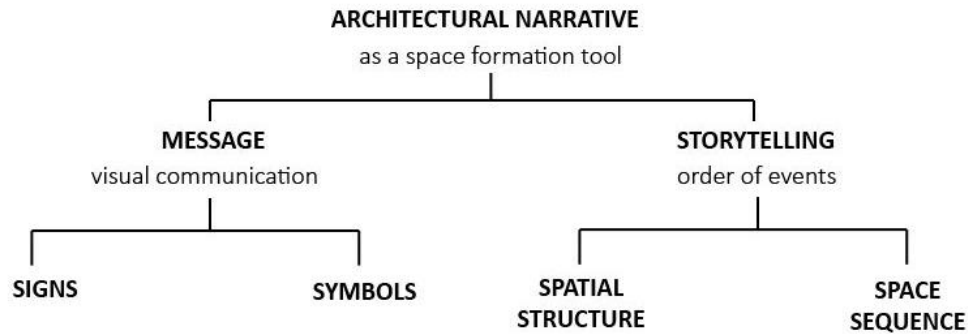 ARCHITECTURAL NARRATIVE
as a space formation tool
MESSAGE
visual communication
STORYTELLING
order of events
SIGNS
SYMBOLS
SPATIAL
STRUCTURE
SPACE
SEQUENCE